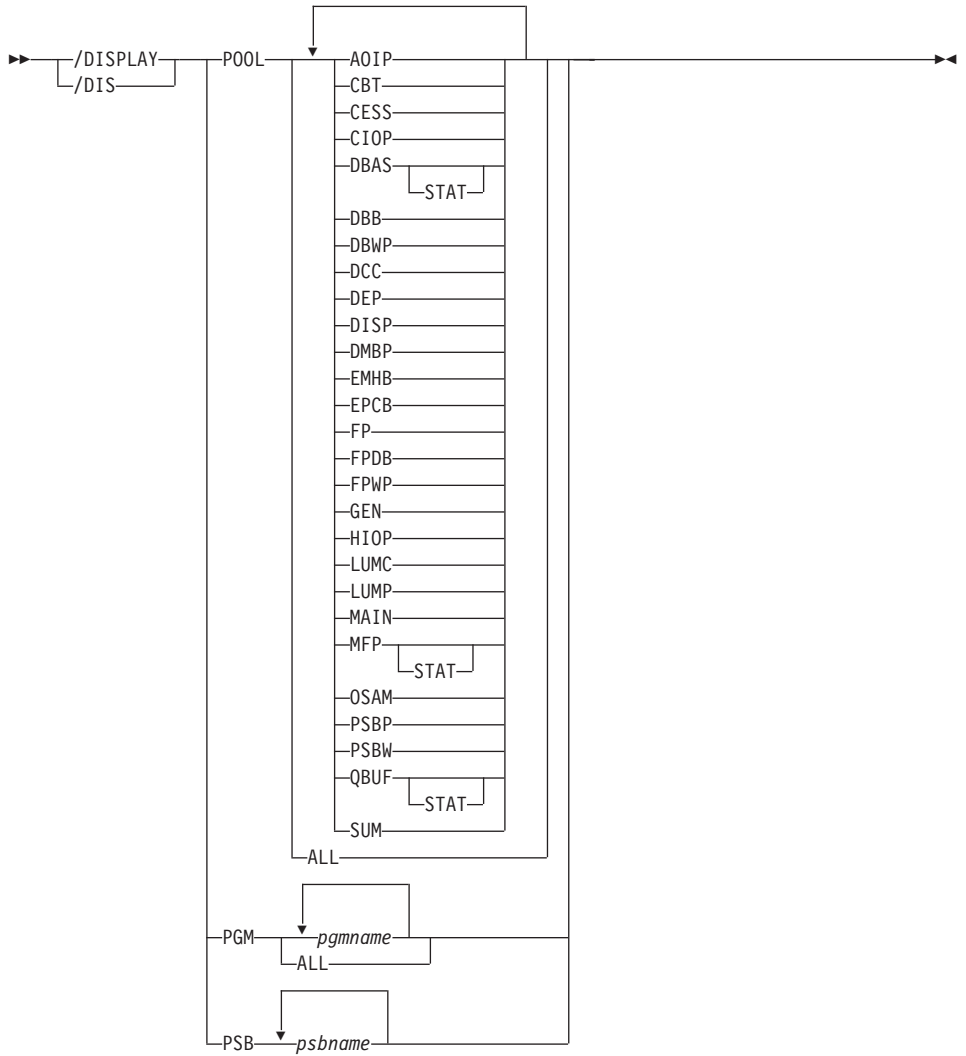 /DISPLAY POOL AOIP
/DIS CBT
CESS
CIOP
DBAS
STAT
DBB
DBWP
DCC
DEP
DISP
DMBP
EMHB
EPCB
FP
FPDB
FPWP
GEN
HIOP
LUMC
LUMP
MAIN
MFP
STAT
OSAM
PSBP
PSBW
QBUF
STAT
SUM
ALL
PGM pgmname
ALL
PSB psbname